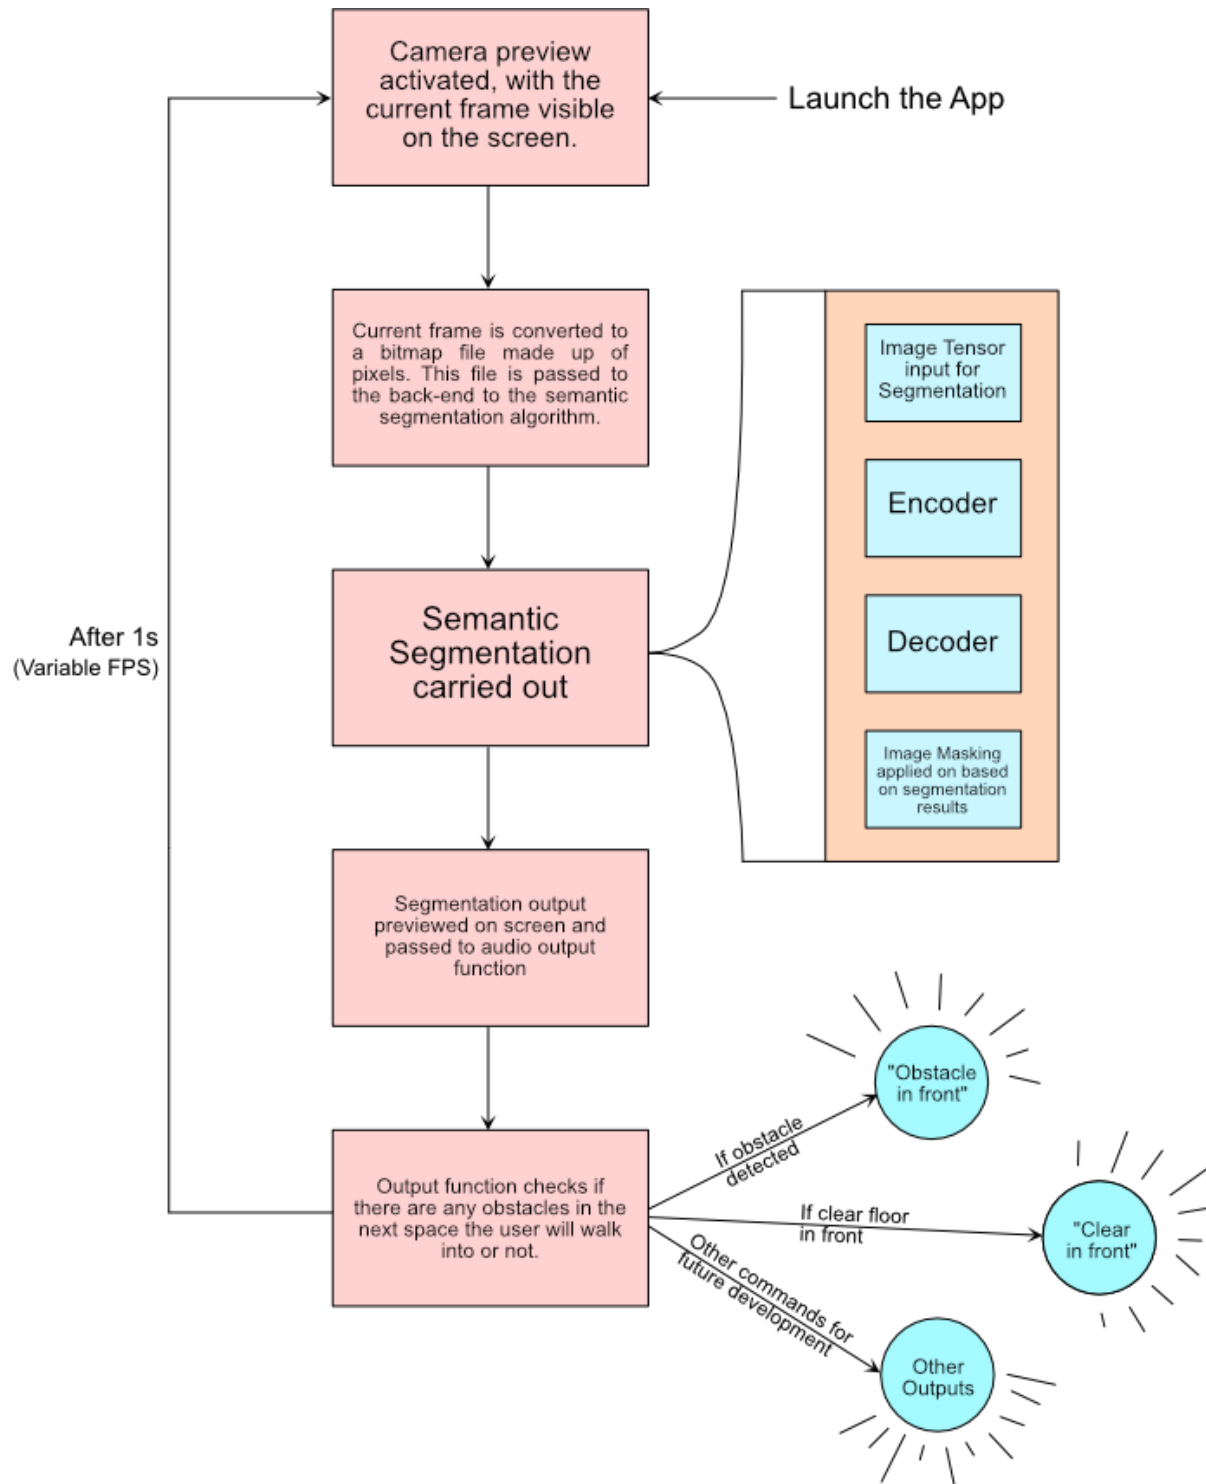 Camera preview
activated, with the
current frame visible
on the screen.
Launch the App
Current frame is converted to
a bitmap file made up of
pixels. This file is passed to
the back-end to the semantic
segmentation algorithm.
Image Tensor
input for
Segmentation
Encoder
Decoder
Image Masking
applied on based
on segmentation
results
Semantic
Segmentation
carried out
After 1s
(Variable FPS)
Segmentation output
previewed on screen and
passed to audio output
function
Output function checks if
there are any obstacles in the
next space the user will walk
into or not.
If obstacle
detected
"Obstacle
in front"
If clear floor
in front
"Clear
in front"
Other commands for
future development
Other
Outputs